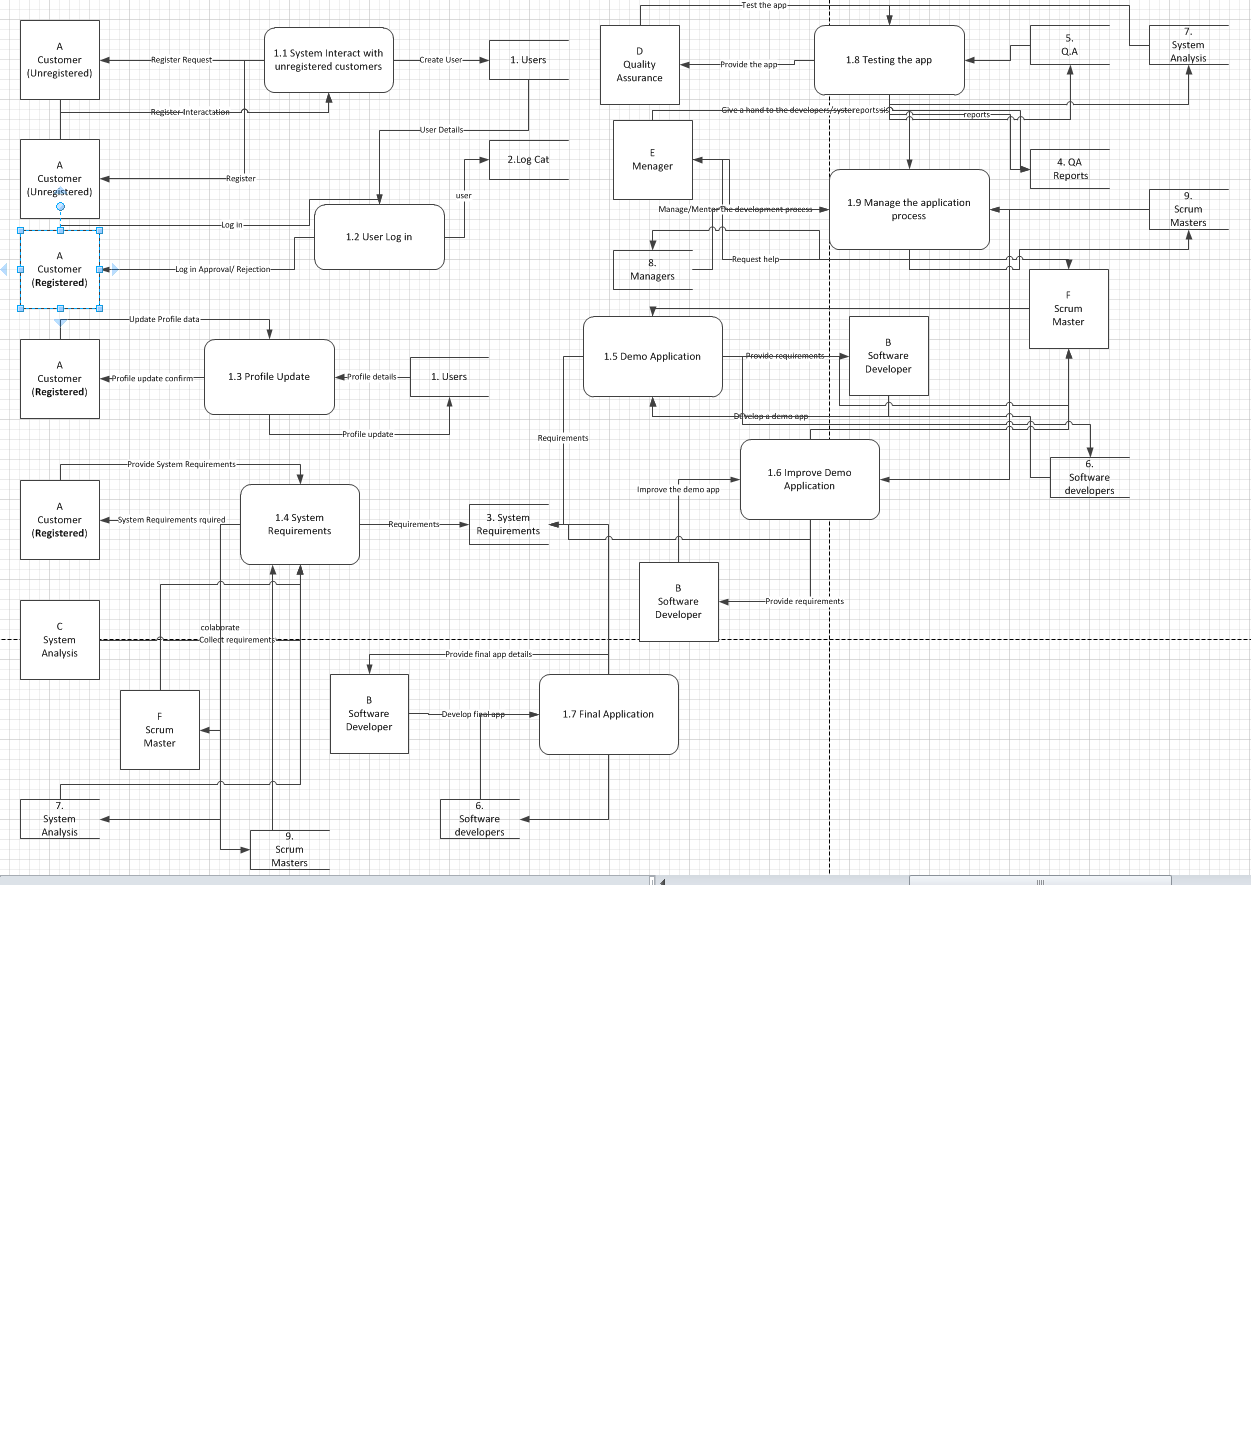 Test the app
A
Customer
(Unregistered)
Register Request
1.1 System Interact with
unregistered customers
Create User
1. Users
D
Quality
Assurance
Provide the app
1.8 Testing the app
5.
Q.A
7.
System
Analysis
Register Interactation
Give a hand to the developers/syste
reports
reports
User Details
A
Customer
(Unregistered)
Register
2.Log Cat
user
E
Menager
4. QA
Reports
Log in
1.2 User Log in
Manage/Mentor the development process
1.9 Manage the application
process
9.
Scrum
Masters
A
Customer
(Registered)
Log in Approval/ Rejection
8.
Managers
Request help
F
Scrum
Master
Update Profile data
A
Customer
(Registered)
Profile update confirm
1.3 Profile Update
Profile details
1. Users
Profile update
1.5 Demo Application
Provide requirements
B
Software
Developer
Develop a demo app
Requirements
1.6 Improve Demo
Application
6.
Software
developers
Improve the demo app
Provide System Requirements
A
Customer
(Registered)
System Requirements rquired
1.4 System
Requirements
Requirements
3. System
Requirements
B
Software
Developer
Provide requirements
C
System
Analysis
colaborate
Collect requirements
Provide final app details
F
Scrum
Master
B
Software
Developer
Develop final app
1.7 Final Application
7.
System
Analysis
9.
Scrum
Masters
6.
Software
developers